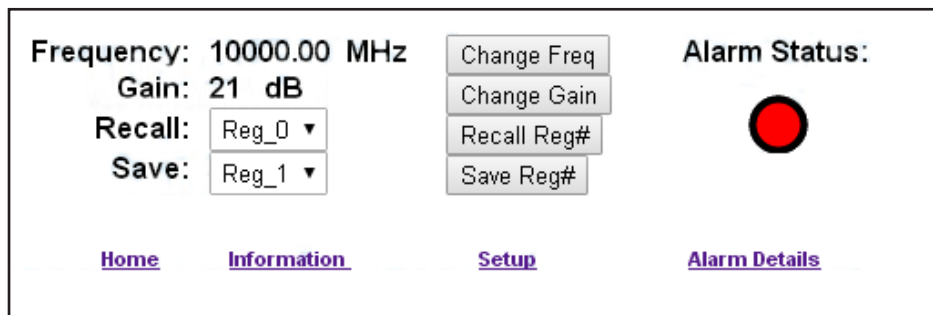 Frequency: 10000.00 MHz Change Freq Alarm Status:
Gain: 21 dB Change Gain
Recall: Reg_0 Recall Reg#
Save: Reg_1 Save Reg#
Home Information Setup Alarm Details